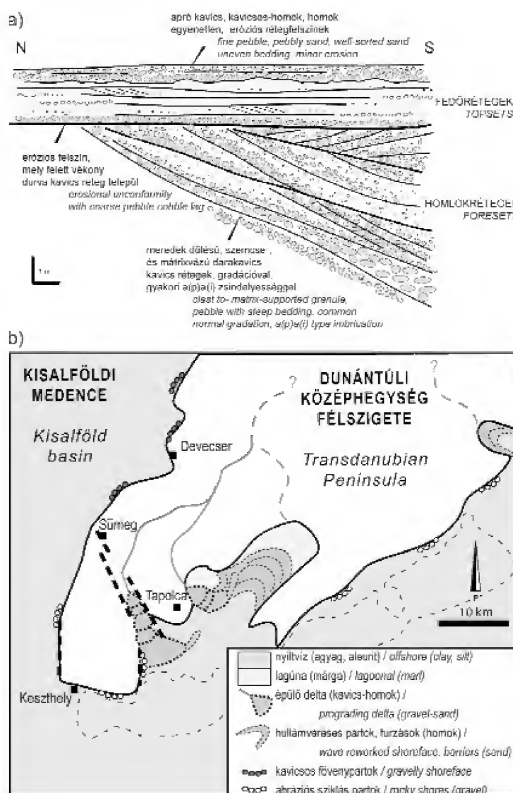 a)
apró kavics, kavicsos-homok, homok
egyenetlen, eróziós rétegfelszínek
fine pebble, pebbly sand, well-sorted sand
uneven bedding, minor erosion
N
S
FEDŐRÉTEGEK
TOPSETS
eróziós felszín,
mely felett vékony
durva kavics réteg települ
erosional unconformity
with coarse pebble cobble lag
HOMLOKRÉTEGEK
FORESETS
meredek dőlésű, szemcse-
és mátrixvázú darakavics
kavics rétegek, gradációval,
gyakori a(p)a(i) zsindelyességgel
clast to- matrix-supported granule,
pebble with steep bedding, common
normal gradation, a(p)a(i) type imbrication
b)
KISALFÖLDI
MEDENCE
Kisalföld
basin
DUNÁNTÚLI
KÖZÉPHEGYSÉG
FÉLSZIGETE
Transdanubian
Peninsula
?
?
Devecser
Sümeg
Tapolca
Keszthely
10 km
nyíltvíz (agyag, aleurit) / offshore (clay, silt)
lagúna (márga) / lagoonal (marl)
épülő delta (kavics-homok) /
prograding delta (gravel-sand)
hullámveréses partok, turzások (homok) /
wave reworked shoreface, barriers (sand)
kavicsos fövenypartok / gravelly shoreface
abráziós sziklás partok / rocky shores (gravel)